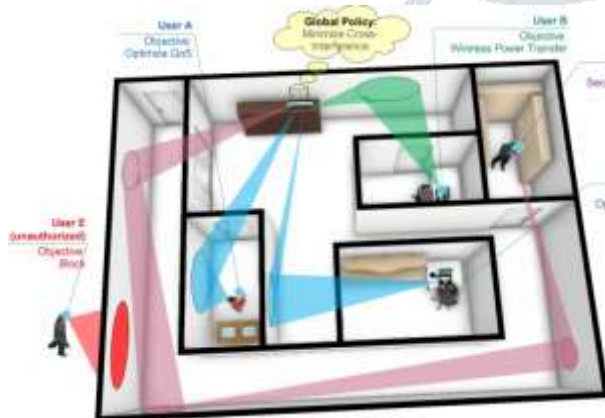 User A
Objective:
Optimize QoS
Global Policy:
Minimize Cross-
Interference
User B
Objective:
Wireless Power Transfer
User E
(unauthorized)
Objective:
Block